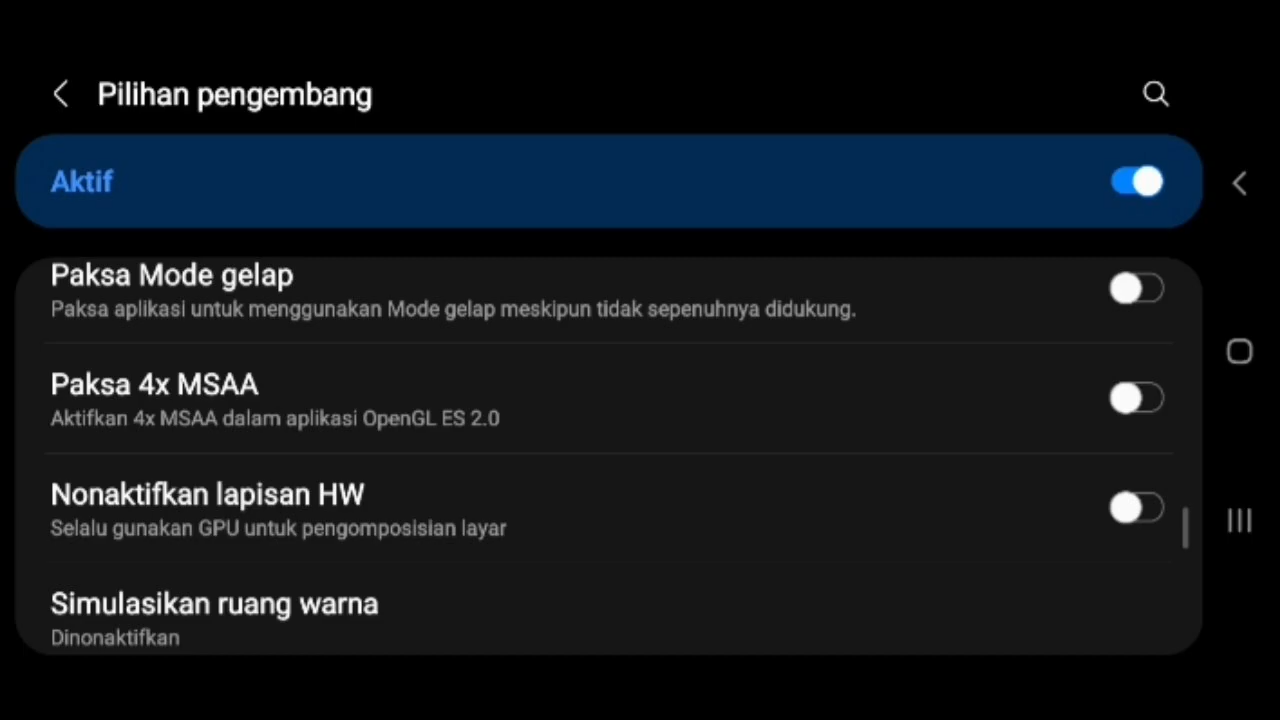 Pilihan pengembang
Aktif
Paksa Mode gelap
Paksa aplikasi untuk menggunakan Mode gelap meskipun tidak sepenuhnya didukung.
Paksa 4x MSAA
Aktifkan 4x MSAA dalam aplikasi OpenGL ES 2.0
Nonaktifkan lapisan HW
Selalu gunakan GPU untuk pengomposisian layar
Simulasikan ruang warna
Dinonaktifkan